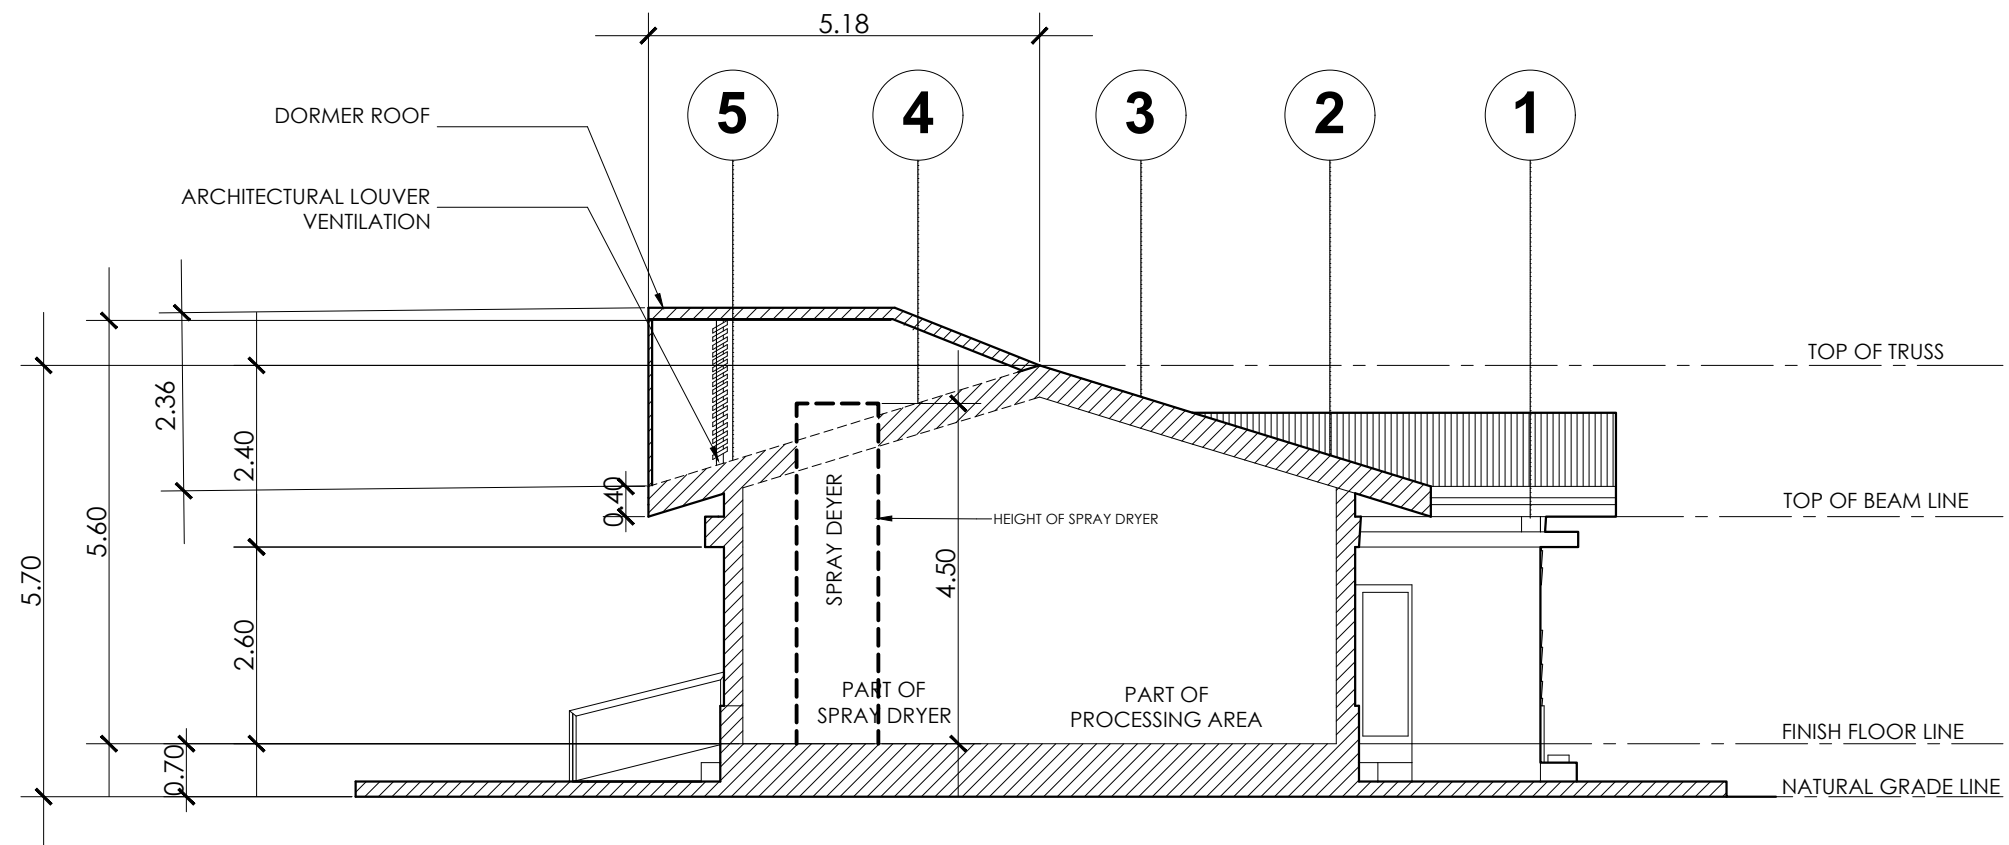 5.18
5
4
3
2
1
DORMER ROOF
ARCHITECTURAL LOUVER
VENTILATION
TOP OF TRUSS
2.36
2.40
0.40
TOP OF BEAM LINE
SPRAY DEYER
HEIGHT OF SPRAY DRYER
5.60
5.70
4.50
2.60
PART OF
SPRAY DRYER
PART OF
PROCESSING AREA
FINISH FLOOR LINE
0.70
NATURAL GRADE LINE